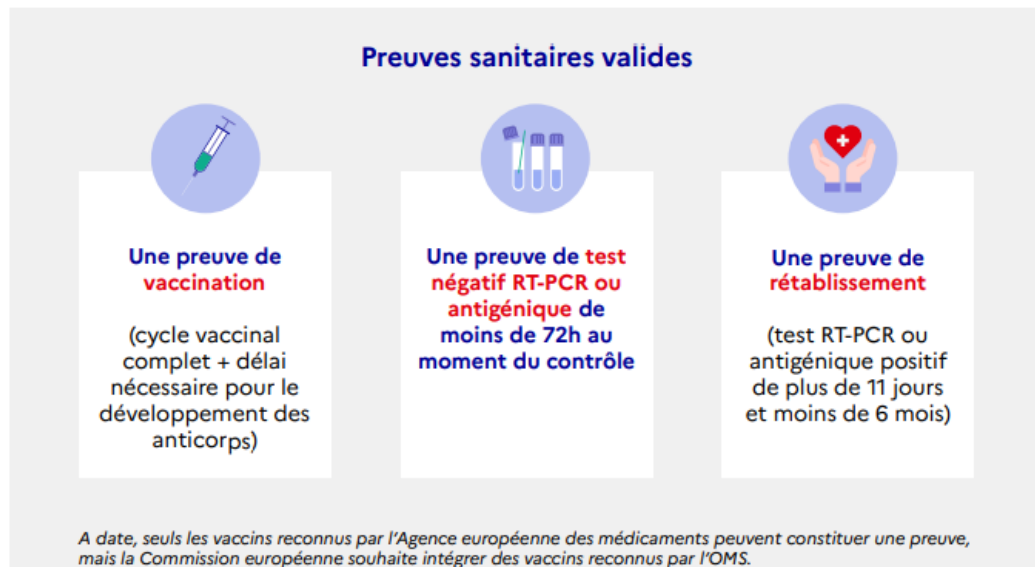 Preuves sanitaires valides
Une preuve de
vaccination
(cycle vaccinal
complet + délai
nécessaire pour le
développement des
anticorps)
Une preuve de test
négatif RT-PCR ou
antigénique de
moins de 72h au
moment du contrôle
Une preuve de
rétablissement
(test RT-PCR ou
antigénique positif
de plus de 11 jours
et moins de 6 mois)
A date, seuls les vaccins reconnus par l'Agence européenne des médicaments peuvent constituer une preuve,
mais la Commission européenne souhaite intégrer des vaccins reconnus par l'OMS.